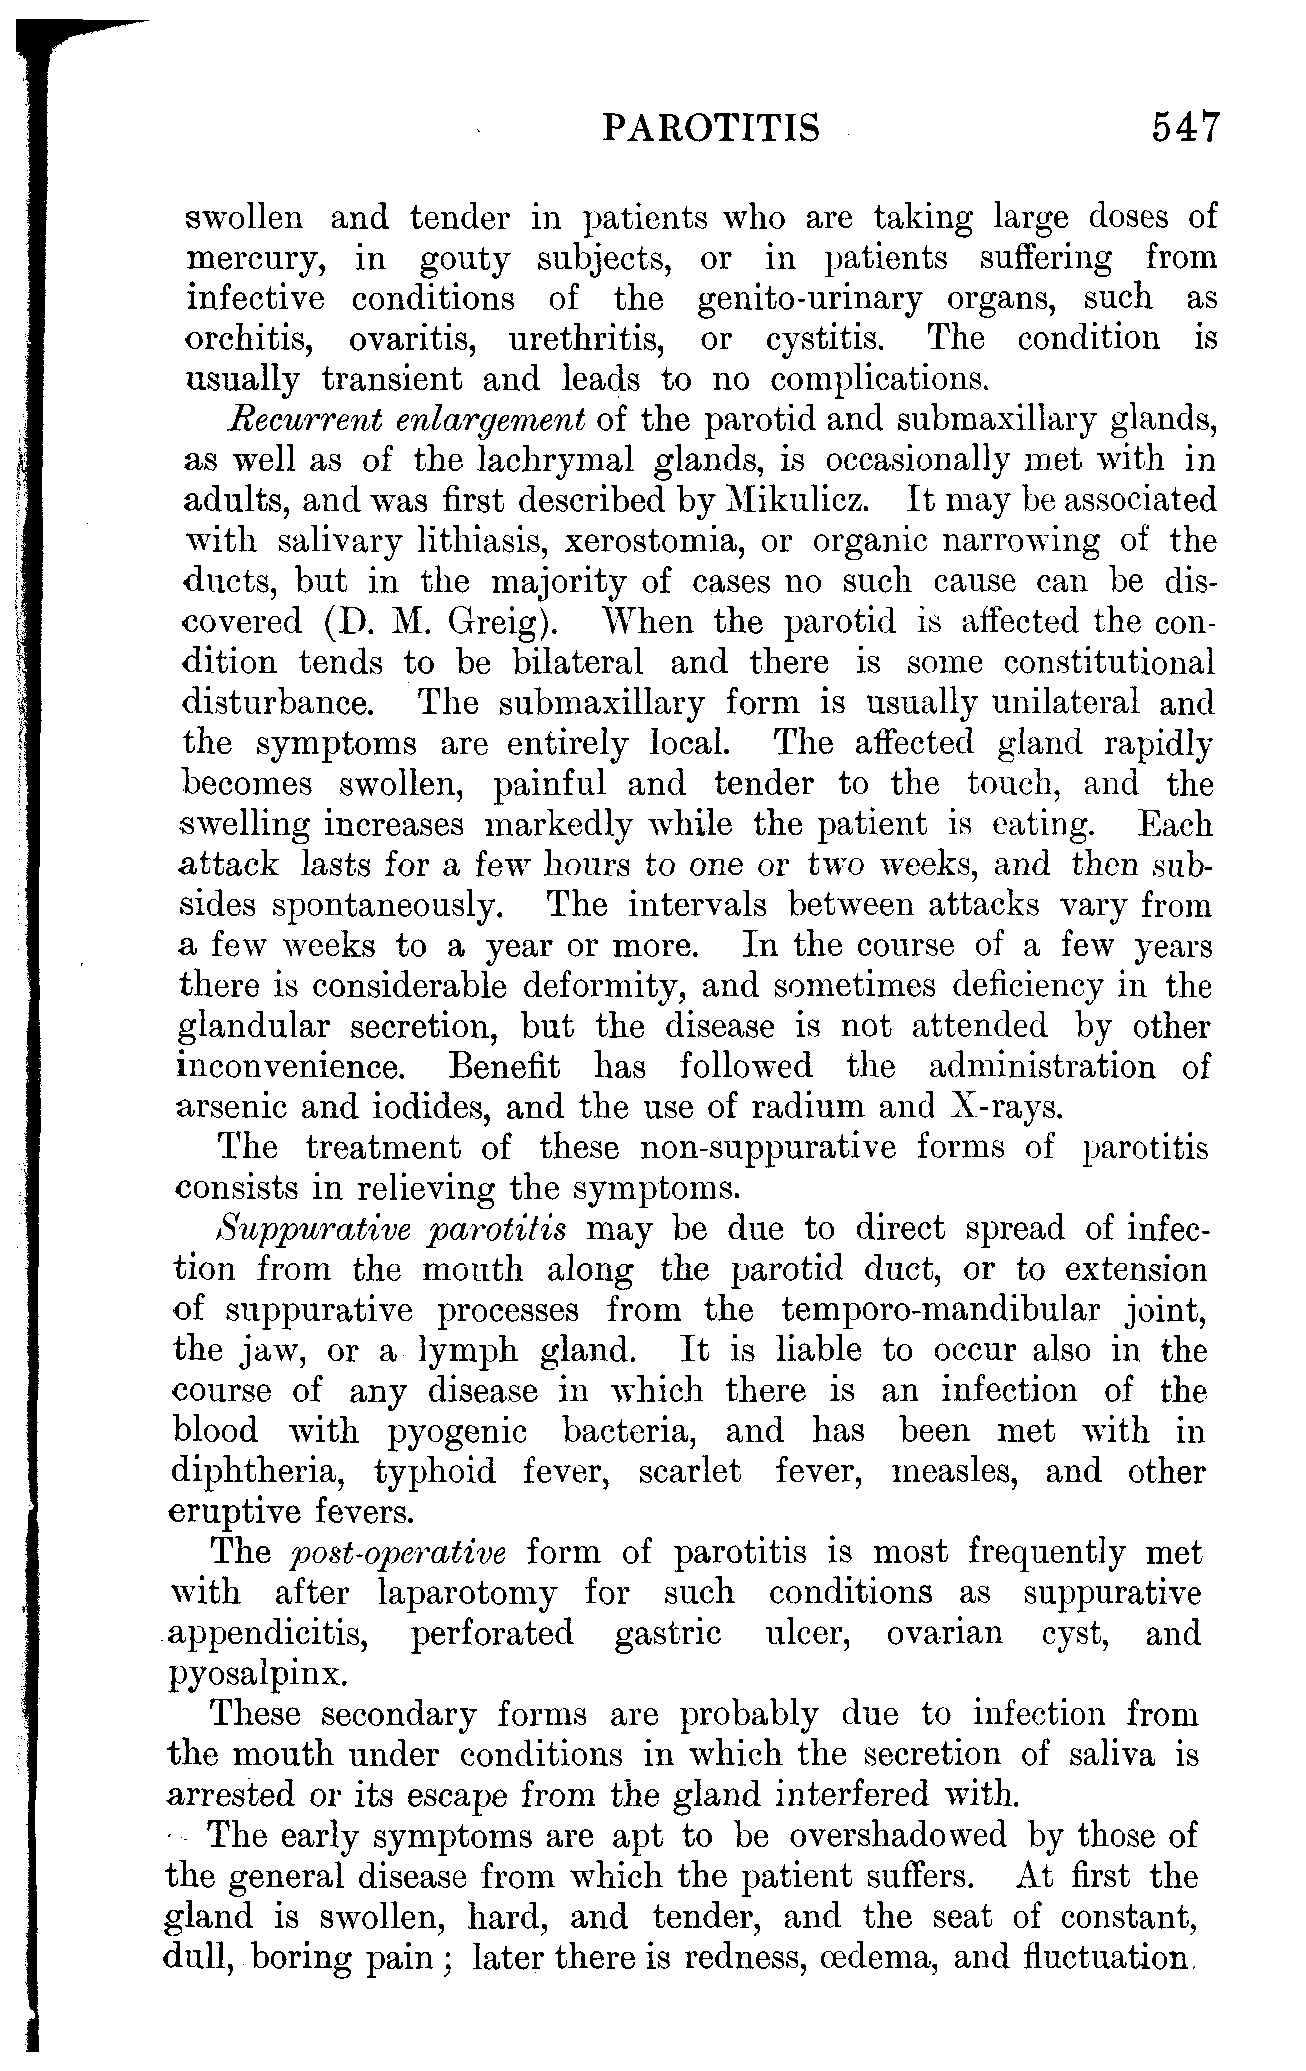 PAROTITIS 547
swollen and tender in patients who are taking large doses of
mercury, in gouty subjects, or in patients suffering from
infective conditions of the genito-urinary organs, such as
orchitis, ovaritis, urethritis, or cystitis. The condition is
usually transient and leads to no complications.
Recurrent enlargement of the parotid and submaxillary glands,
as well as of the lachrymal glands, is occasionally met with in
adults, and was first described by Mikulicz. It may be associated
with salivary lithiasis, xerostomia, or organic narrowing of the
ducts, but in the majority of cases no such cause can be dis-
covered (D. M. Greig). When the parotid is affected the con-
dition tends to be bilateral and there is some constitutional
disturbance. The submaxillary form is usually unilateral and
the symptoms are entirely local. The affected gland rapidly
becomes swollen, painful and tender to the touch, and the
swelling increases markedly while the patient is eating. Each
attack lasts for a few hours to one or two weeks, and then sub-
sides spontaneously. The intervals between attacks vary from
a few weeks to a year or more. In the course of a few years
there is considerable deformity, and sometimes deficiency in the
glandular secretion, but the disease is not attended by other
inconvenience. Benefit has followed the administration of
arsenic and iodides, and the use of radium and X-rays.
The treatment of these non-suppurative forms of parotitis
consists in relieving the symptoms.
Suppurative parotitis may be due to direct spread of infec-
tion from the mouth along the parotid duct, or to extension
of suppurative processes from the temporo-mandibular joint,
the jaw, or a lymph gland. It is liable to occur also in the
course of any disease in which there is an infection of the
blood with pyogenic bacteria, and has been met with in
diphtheria, typhoid fever, scarlet fever, measles, and other
eruptive fevers.
The post-operative form of parotitis is most frequently met
with after laparotomy for such conditions as suppurative
appendicitis, perforated gastric ulcer, ovarian cyst, and
pyosalpinx.
These secondary forms are probably due to infection from
the mouth under conditions in which the secretion of saliva is
arrested or its escape from the gland interfered with.
The early symptoms are apt to be overshadowed by those of
the general disease from which the patient suffers. At first the
gland is swollen, hard, and tender, and the seat of constant,
dull, boring pain ; later there is redness, œdema, and fluctuation.